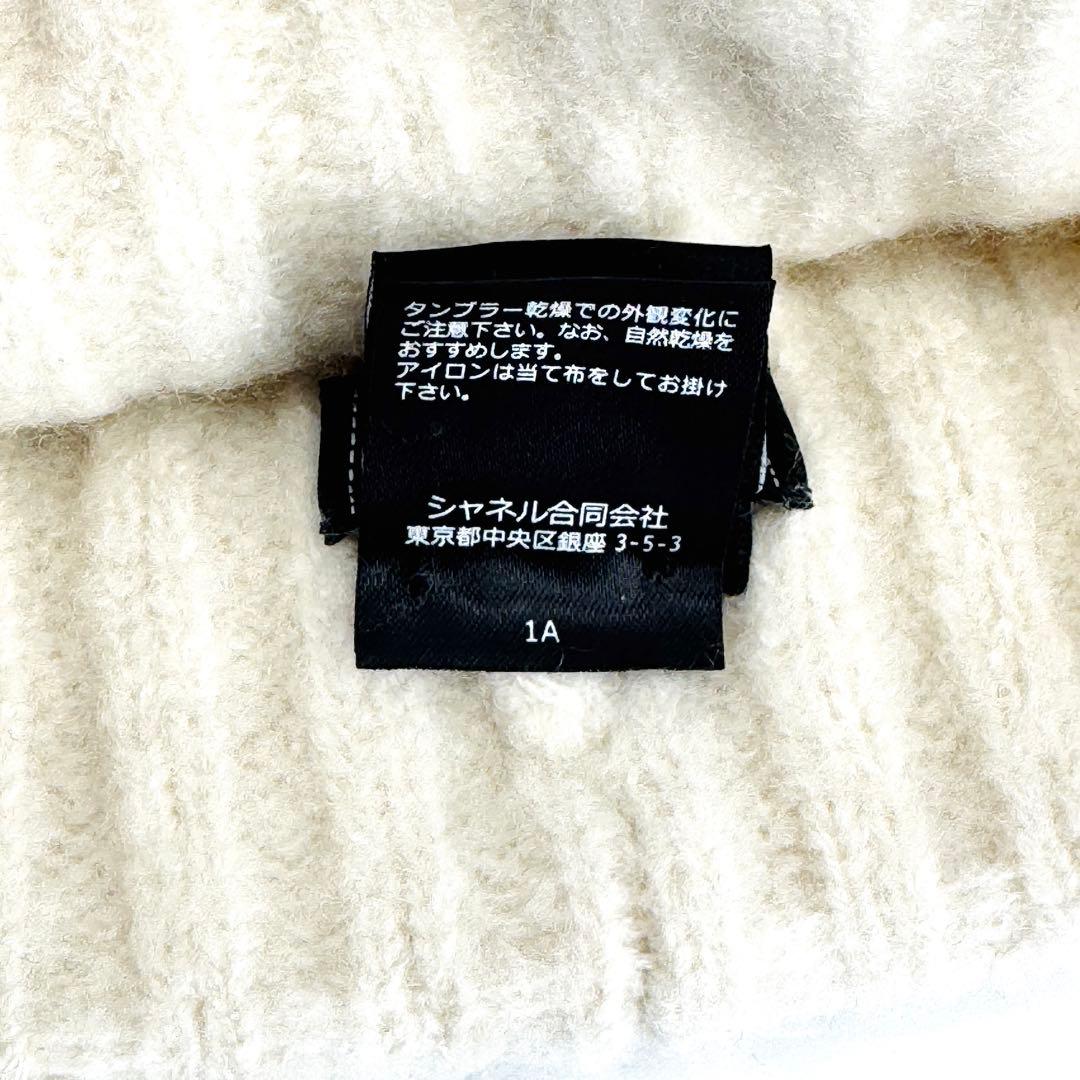 タンブラー乾燥での外観変化に
ご注意下さい。なお、自然乾燥を
おすすめします。
アイロンは当て布をしてお掛け
下さい。
シャネル合同会社
東京都中央区銀座 3-5-3
1A